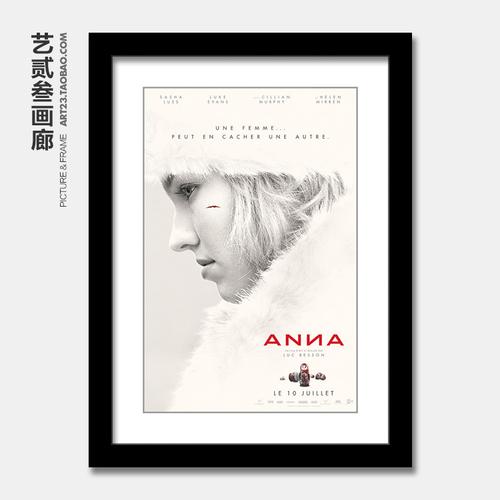 艺贰叁画廊
PICTURE & FRAME ART23.TAOBAO.COM
SASHA LUSS
LUKE EVANS
CILLIAN MURPHY
HELEN MIRREN
UNE FEMME...
PEUT EN CACHER UNE AUTRE.
ANNA
LUC BESSON
LE 10 JUILLET